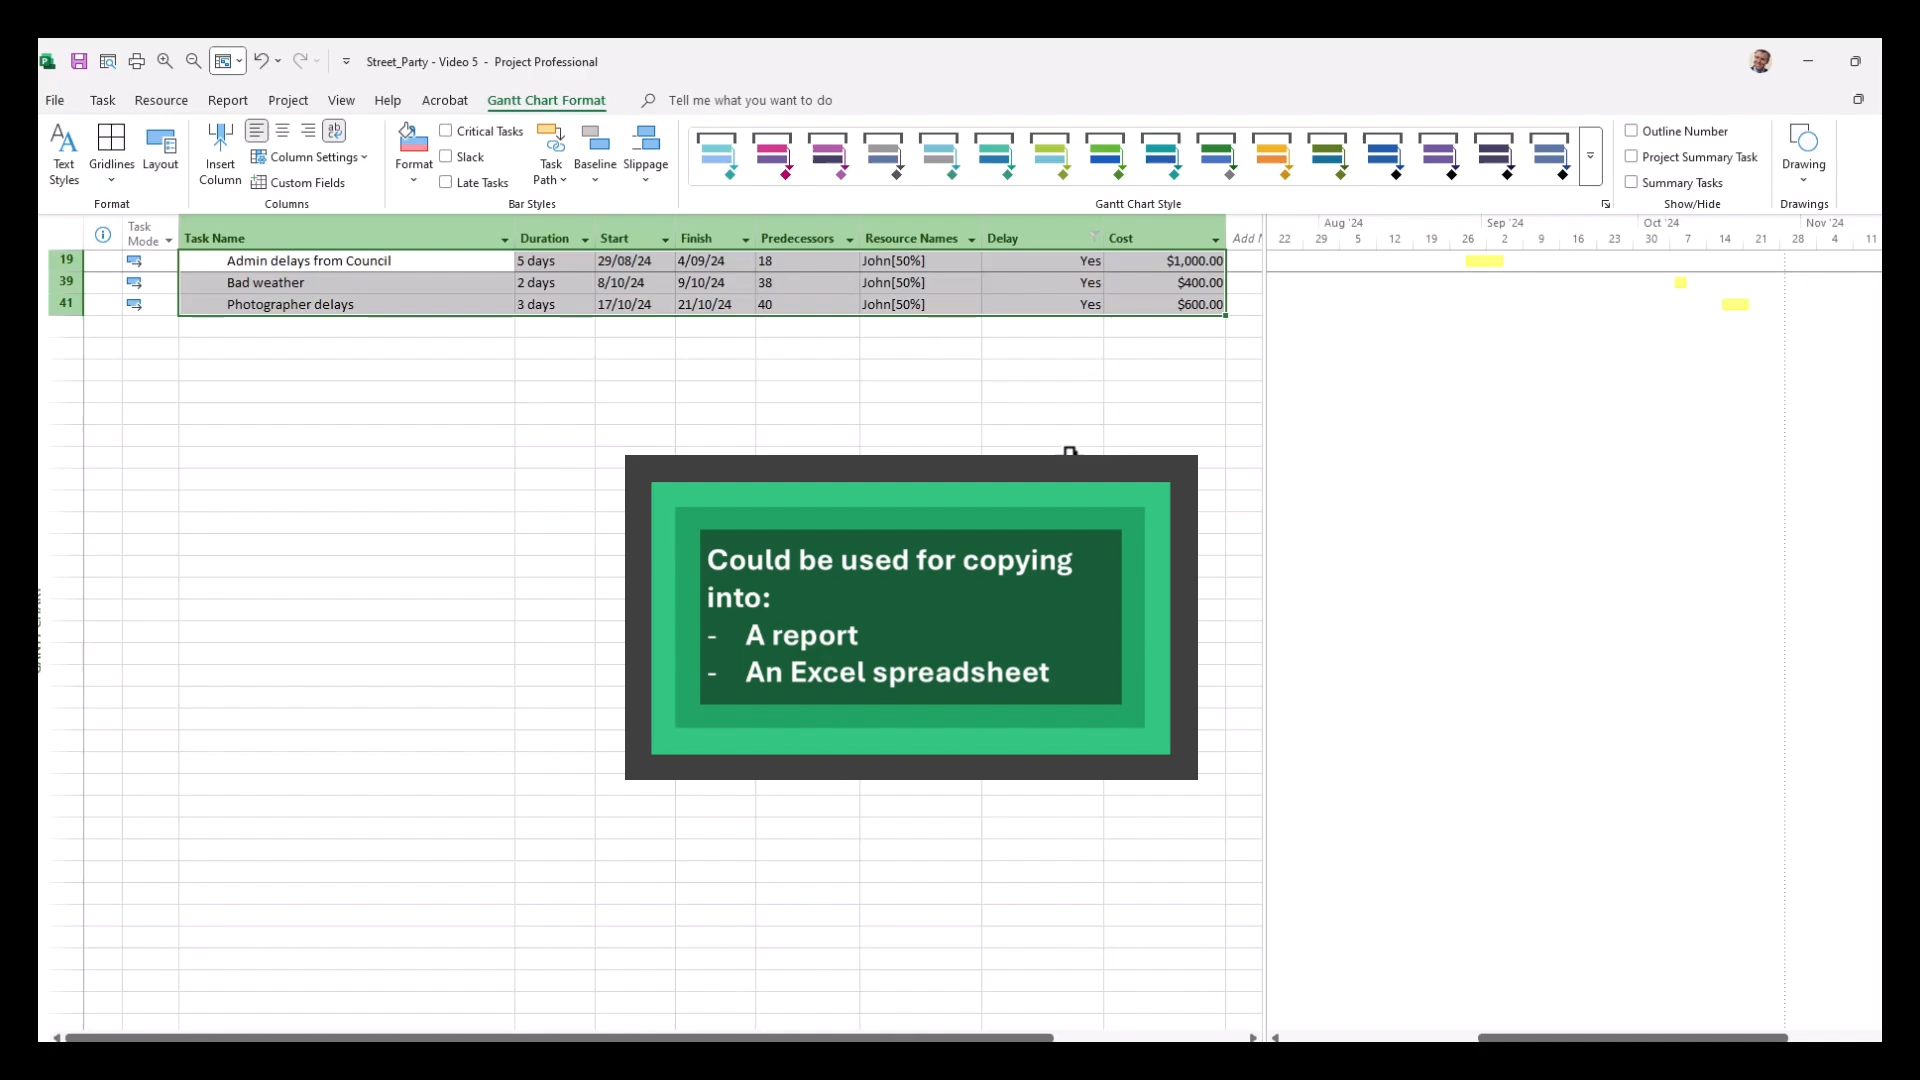 Street_Party - Video 5 - Project Professional
File Task Resource Report Project View Help Acrobat Gantt Chart Format Tell me what you want to do
Text Styles
Gridlines
Layout
Format
Insert Column
Column Settings
Custom Fields
Columns
Format
Critical Tasks
Slack
Late Tasks
Task Path
Baseline
Slippage
Bar Styles
Gantt Chart Style
Outline Number
Project Summary Task
Summary Tasks
Show/Hide
Drawing
Drawings
Task Mode Task Name Duration Start Finish Predecessors Resource Names Delay Cost Add
19 Admin delays from Council 5 days 29/08/24 4/09/24 18 John[50%] Yes $1,000.00
39 Bad weather 2 days 8/10/24 9/10/24 38 John[50%] Yes $400.00
41 Photographer delays 3 days 17/10/24 21/10/24 40 John[50%] Yes $600.00
Aug '24 Sep '24 Oct '24 Nov '24
22 29 5 12 19 26 2 9 16 23 30 7 14 21 28 4 11
Could be used for copying
into:
- A report
- An Excel spreadsheet